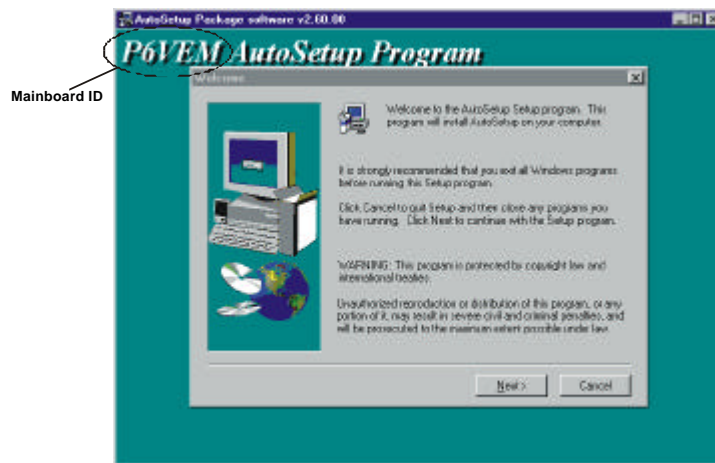 AutoSetup Package software v2.60.00
P6VEM AutoSetup Program
Mainboard ID
Welcome
Welcome to the AutoSetup Setup program. This
program will install AutoSetup on your computer.
It is strongly recommended that you exit all Windows programs
before running this Setup program.
Click Cancel to quit Setup and then close any programs you
have running. Click Next to continue with the Setup program.
WARNING: This program is protected by copyright law and
international treaties.
Unauthorized reproduction or distribution of this program, or any
portion of it, may result in severe civil and criminal penalties, and
will be prosecuted to the maximum extent possible under law.
Next >
Cancel